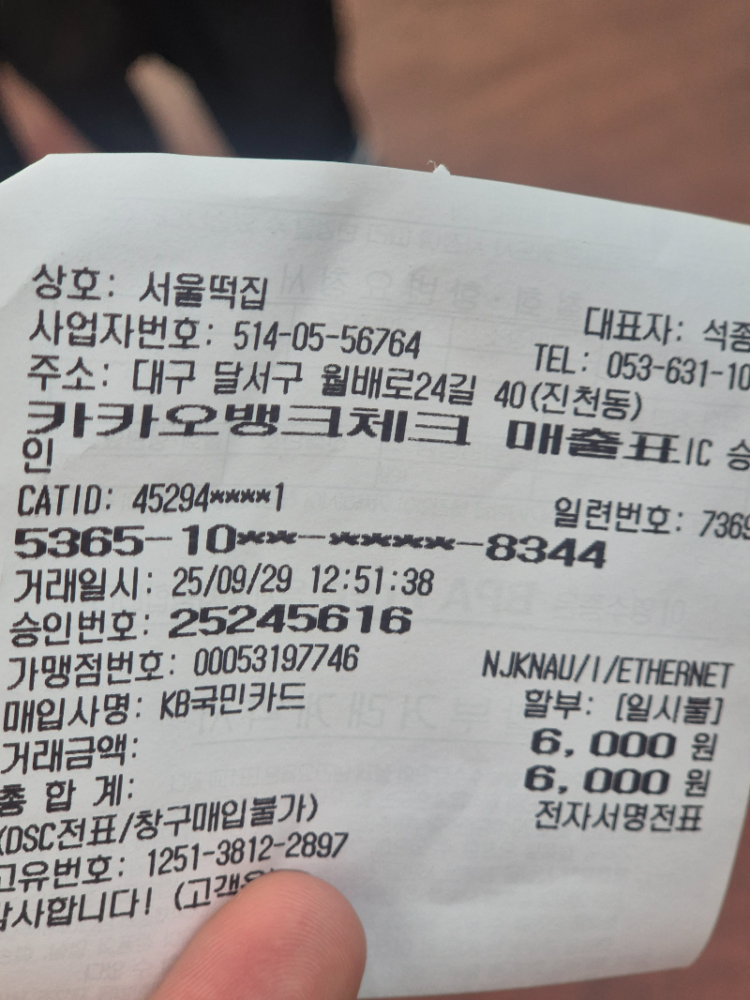 상호: 서울떡집
대표자: 석종
사업자번호: 514-05-56764
TEL: 053-631-10
주소: 대구 달서구 월배로24길 40(진천동)
카카오뱅크체크 매출표IC 승
인
CATID: 45294****1
일련번호: 7369
5365-10**-****-8344
거래일시: 25/09/29 12:51:38
승인번호: 25245616
가맹점번호: 00053197746
NJKNAU/I/ETHERNET
매입사명: KB국민카드
할부: [일시불]
거래금액: 6,000 원
총 합 계: 6,000 원
(DSC전표/창구매입불가)
전자서명전표
고유번호: 1251-3812-2897
감사합니다! (고객